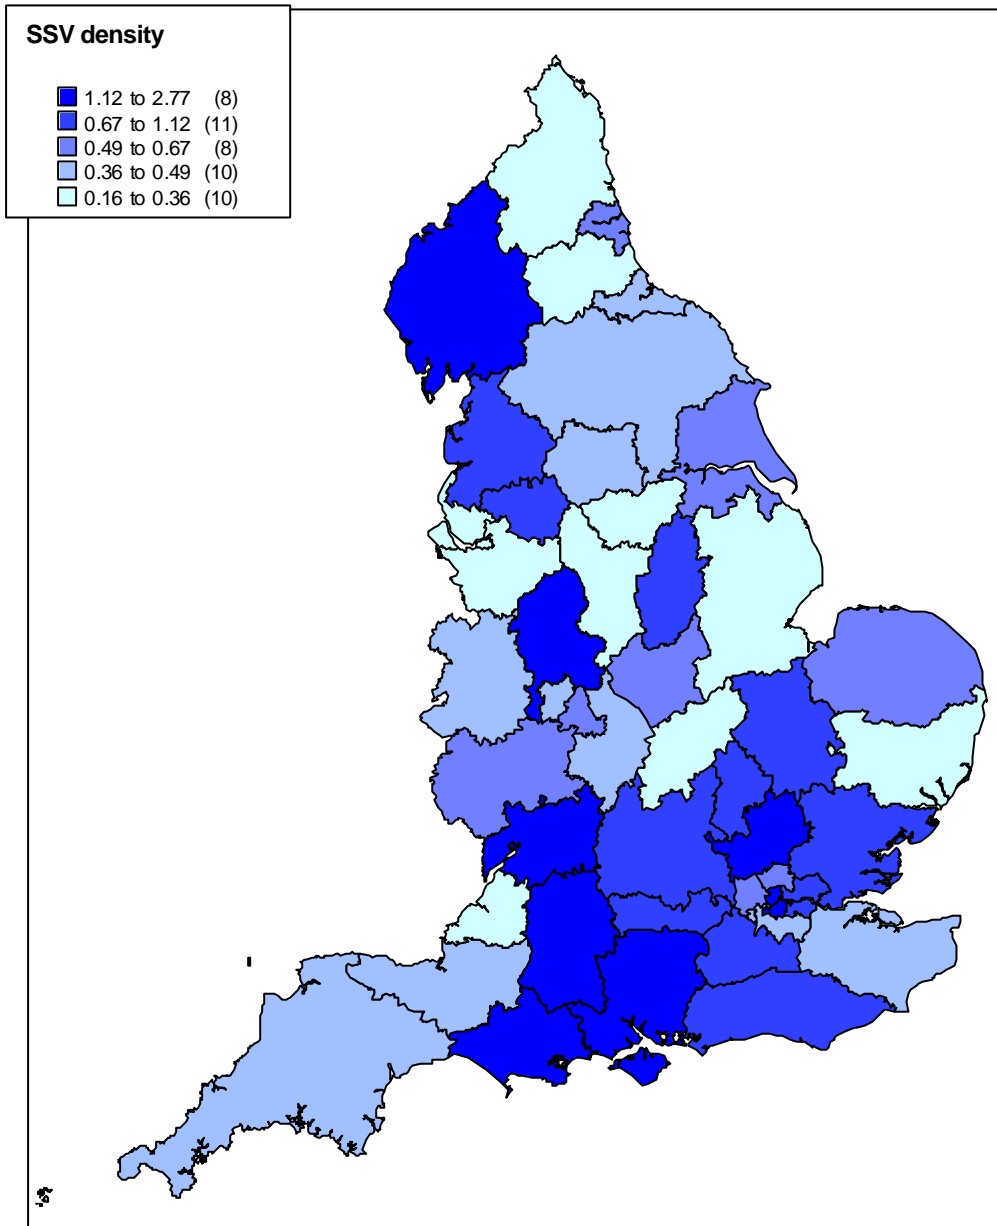 SSV density
1.12 to 2.77 (8)
0.67 to 1.12 (11)
0.49 to 0.67 (8)
0.36 to 0.49 (10)
0.16 to 0.36 (10)